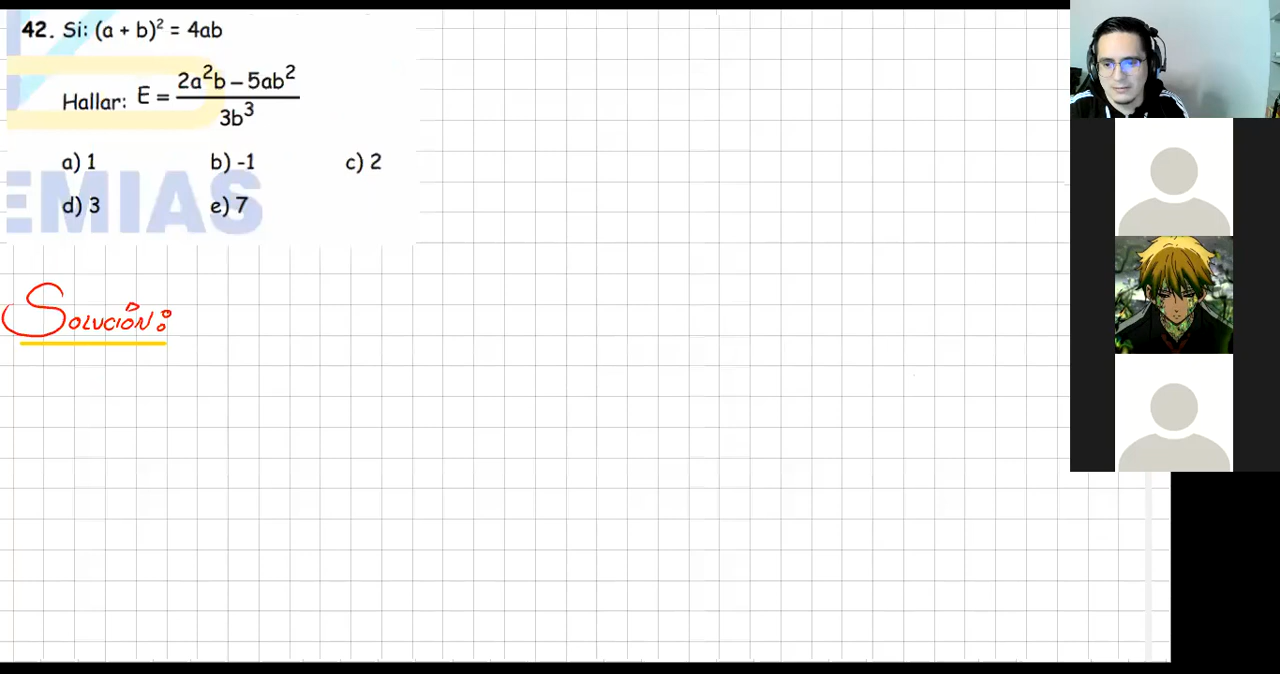 42. Si: (a + b)² = 4ab
Hallar: E = (2a²b – 5ab²) / 3b³
a) 1 b) -1 c) 2
d) 3 e) 7
EMIAS
SOLUCIÓN: